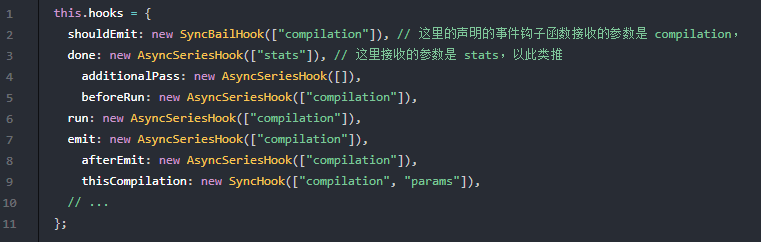 1 this.hooks = {
2 shouldEmit: new SyncBailHook(["compilation"]), // 这里的声明的事件钩子函数接收的参数是 compilation，
3 done: new AsyncSeriesHook(["stats"]), // 这里接收的参数是 stats，以此类推
4 additionalPass: new AsyncSeriesHook([]),
5 beforeRun: new AsyncSeriesHook(["compilation"]),
6 run: new AsyncSeriesHook(["compilation"]),
7 emit: new AsyncSeriesHook(["compilation"]),
8 afterEmit: new AsyncSeriesHook(["compilation"]),
9 thisCompilation: new SyncHook(["compilation", "params"]),
10 // ...
11 };